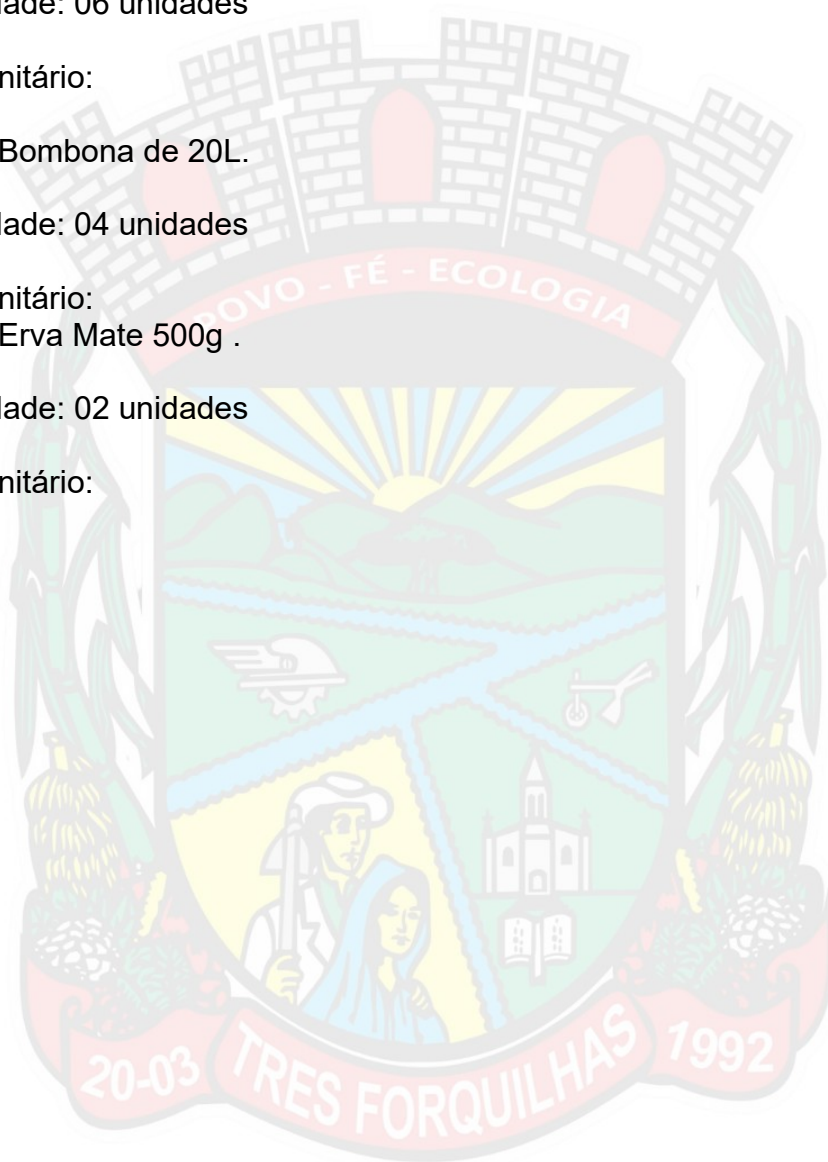 dade: 06 unidades
nitário:
Bombona de 20L.
lade: 04 unidades
nitário:
Erva Mate 500g .
lade: 02 unidades
nitário:
POVO - FÉ - ECOLOGIA
20-03 TRES FORQUILHAS 1992